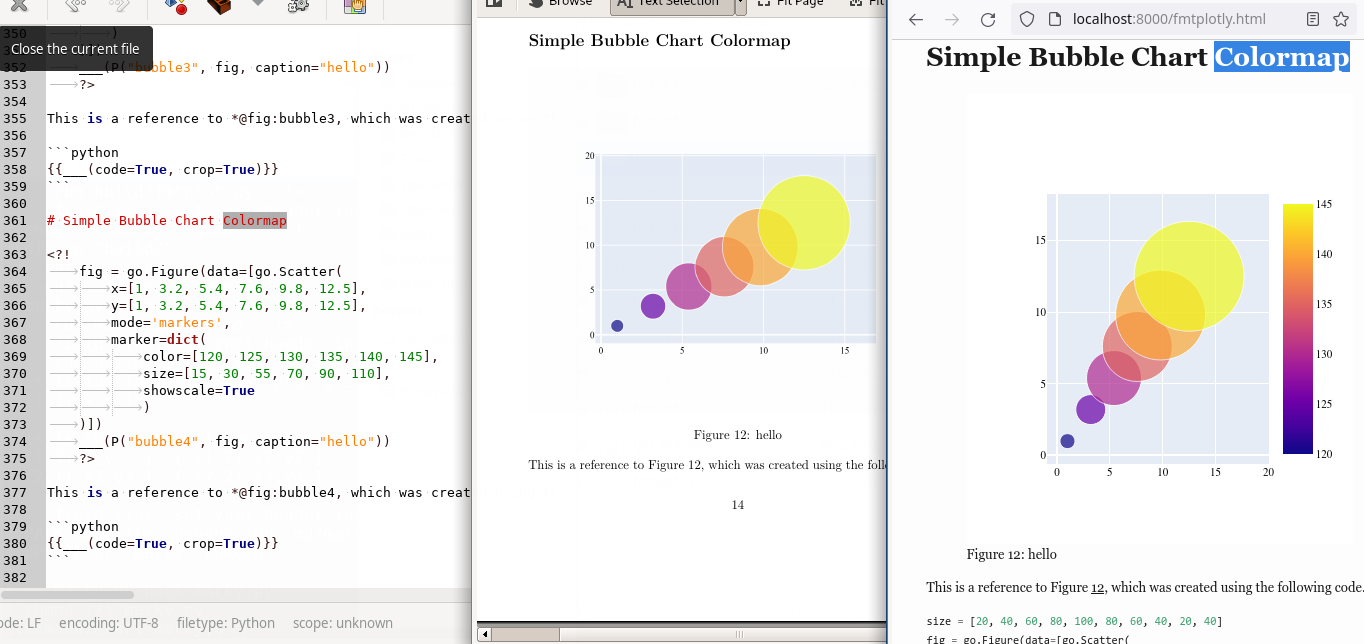 350 )
Close the current file
352 ___(P("bubble3", fig, caption="hello"))
353 ?>
354
355 This is a reference to *@fig:bubble3, which was creat
356
357 ```python
358 {{___(code=True, crop=True)}}
359 ```
360
361 # Simple Bubble Chart Colormap
362
363 <?!
364 fig = go.Figure(data=[go.Scatter(
365 x=[1, 3.2, 5.4, 7.6, 9.8, 12.5],
366 y=[1, 3.2, 5.4, 7.6, 9.8, 12.5],
367 mode='markers',
368 marker=dict(
369 color=[120, 125, 130, 135, 140, 145],
370 size=[15, 30, 55, 70, 90, 110],
371 showscale=True
372 )
373 )])
374 ___(P("bubble4", fig, caption="hello"))
375 ?>
376
377 This is a reference to *@fig:bubble4, which was creat
378
379 ```python
380 {{___(code=True, crop=True)}}
381 ```
382
ode: LF encoding: UTF-8 filetype: Python scope: unknown
Browse Text Selection Fit Page Fit
Simple Bubble Chart Colormap
20
15
10
5
0
0 5 10 15
Figure 12: hello
This is a reference to Figure 12, which was created using the foll
14
localhost:8000/fmtplotly.html
Simple Bubble Chart Colormap
15
10
5
0
0 5 10 15 20
145
140
135
130
125
120
Figure 12: hello
This is a reference to Figure 12, which was created using the following code.
size = [20, 40, 60, 80, 100, 80, 60, 40, 20, 40]
fig = go.Figure(data=[go.Scatter(